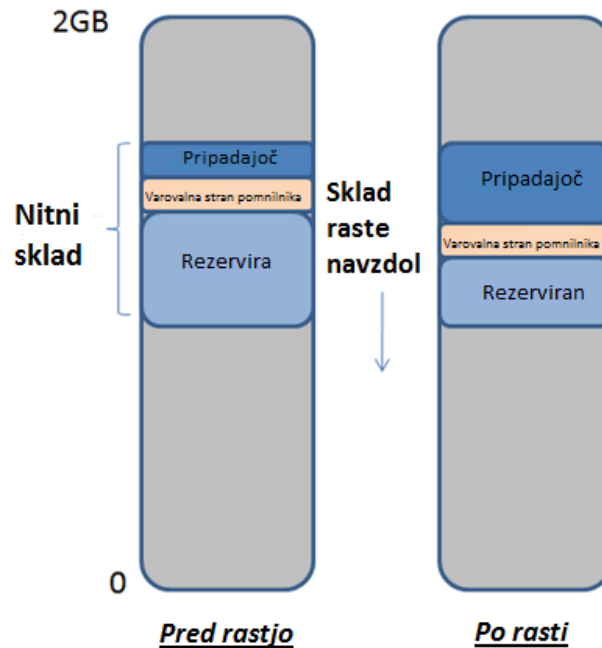 2GB
Pripadajoč
Varovalna stran pomnilnika
Rezervira
Nitni
sklad
Sklad
raste
navzdol
Pripadajoč
Varovalna stran pomnilnika
Rezerviran
0
Pred rastjo
Po rasti